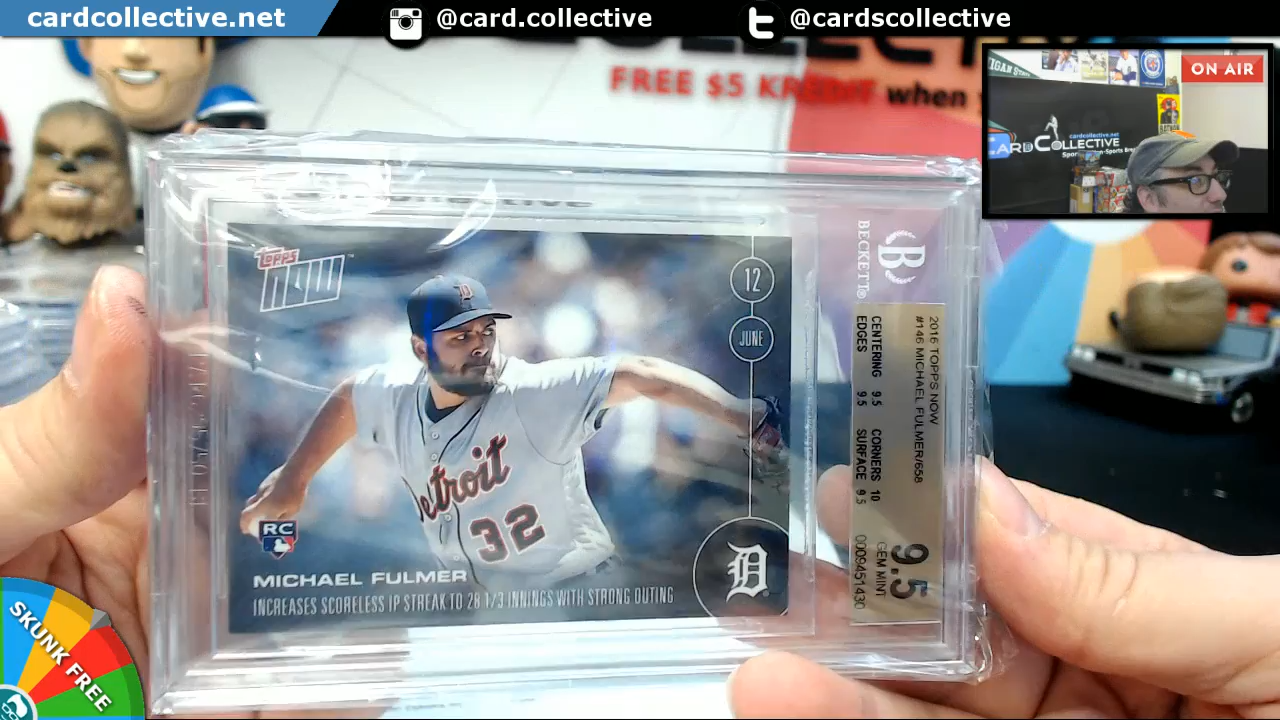 cardcollective.net
@card.collective
@cardscollective
FREE $5 KREDIT when
ON AIR
cardcollective.net
CARDCOLLECTIVE
TOPPS
NOW™
12
JUNE
D
Detroit
32
RC
MICHAEL FULMER
INCREASES SCORELESS IP STREAK TO 28 1/3 INNINGS WITH STRONG OUTING
B
BECKETT®
2016 TOPPS NOW
#146 MICHAEL FULMER/658
CENTERING 9.5 CORNERS 10
EDGES 9.5 SURFACE 9.5
9.5
GEM MINT
0009451430
SKUNK FREE